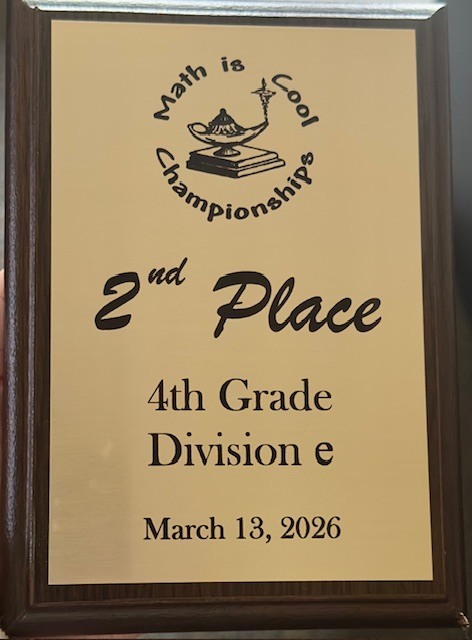 Math is Cool
Championships
2nd Place
4th Grade
Division e
March 13, 2026